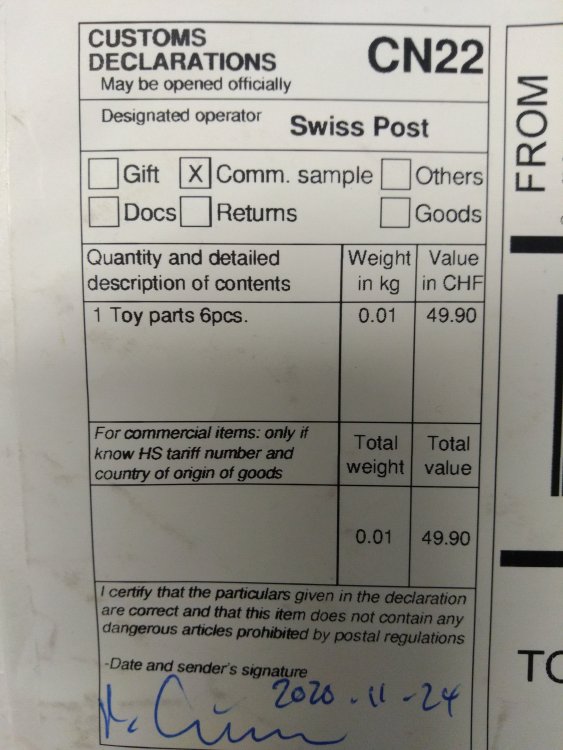 CUSTOMS
DECLARATIONS
CN22
May be opened officially
Designated operator
Swiss Post
Gift X Comm. sample Others
Docs Returns Goods
Quantity and detailed
description of contents
Weight
in kg
Value
in CHF
1 Toy parts 6pcs. 0.01 49.90
For commercial items: only if
know HS tariff number and
country of origin of goods
Total
weight
Total
value
0.01 49.90
I certify that the particulars given in the declaration
are correct and that this item does not contain any
dangerous articles prohibited by postal regulations
-Date and sender's signature
2020-11-24
FROM